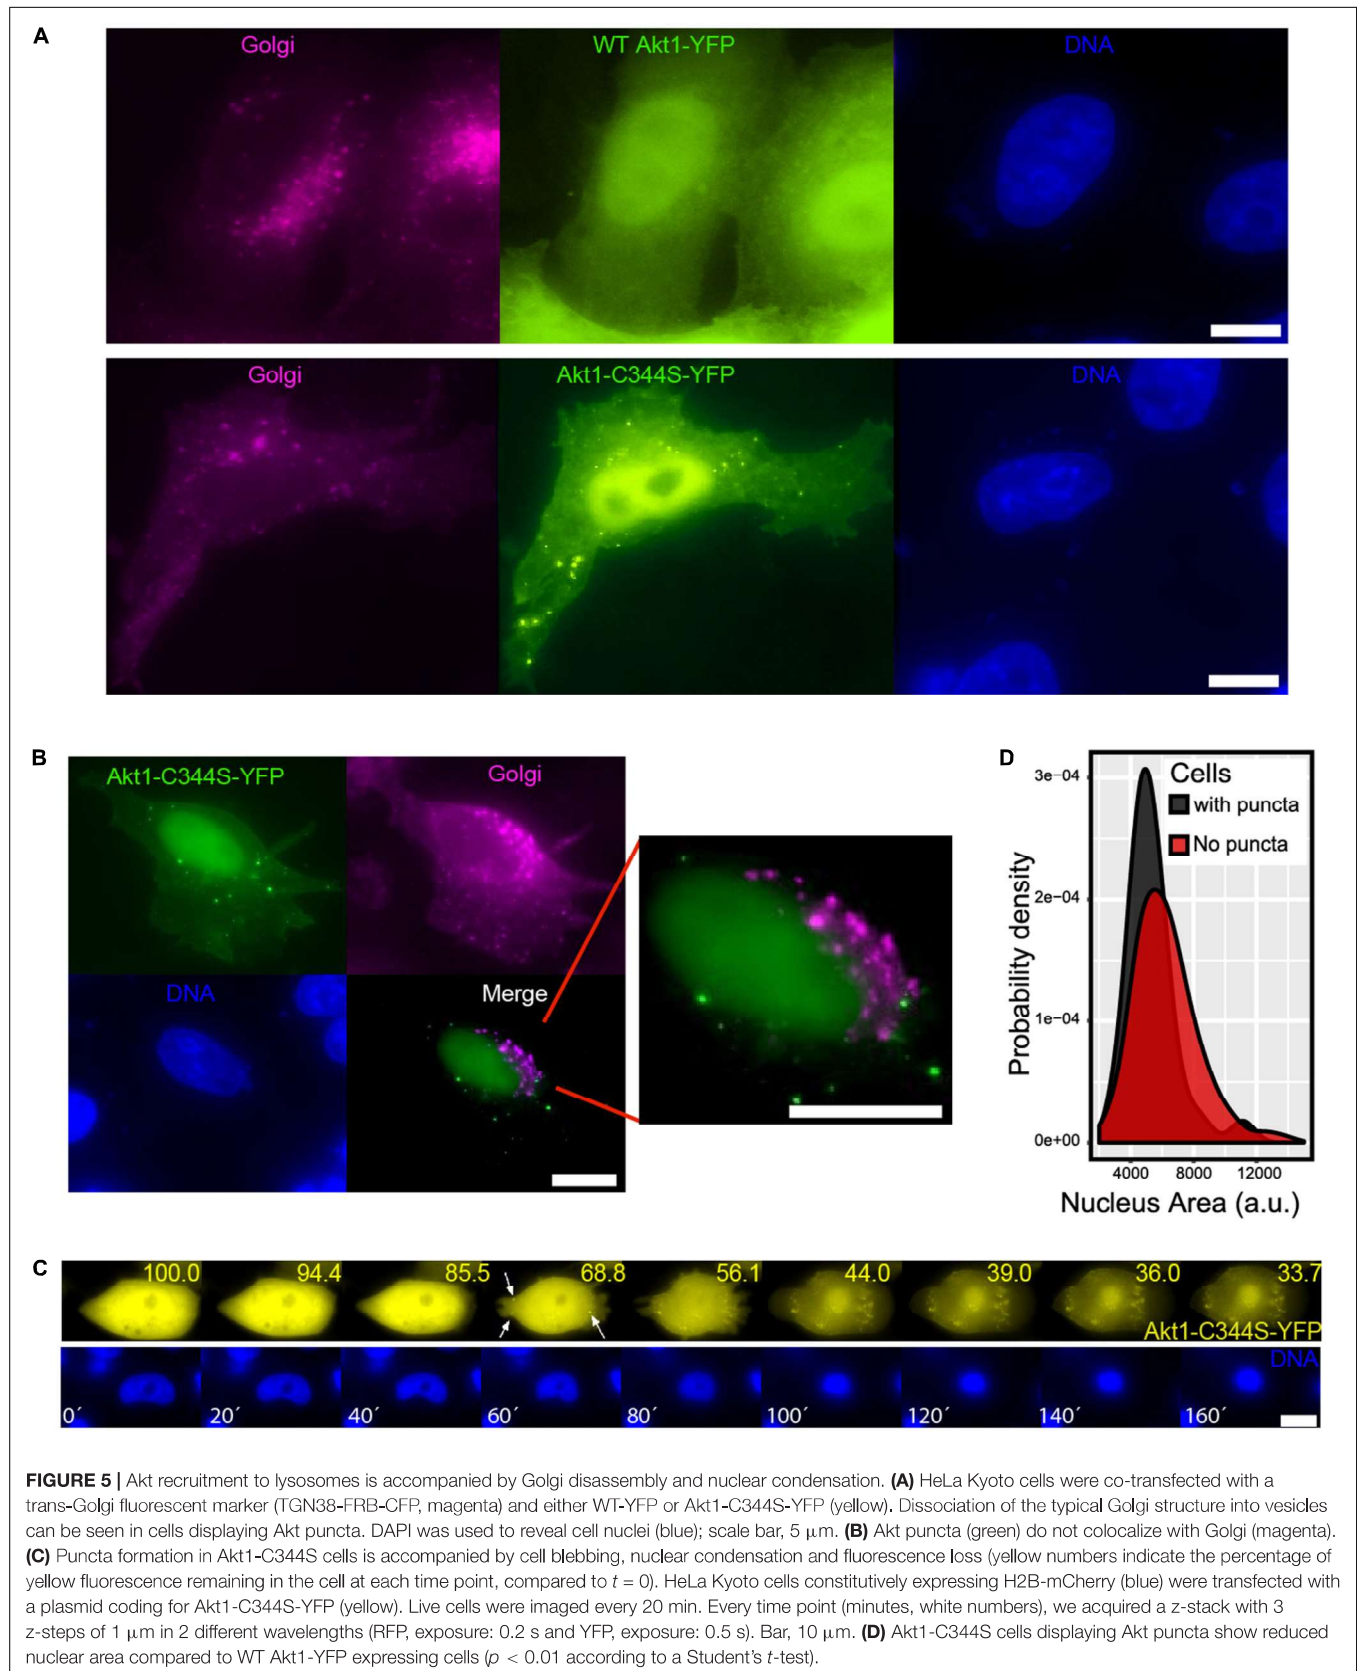 A
Golgi
WT Akt1-YFP
DNA
Golgi
Akt1-C344S-YFP
DNA
B
Akt1-C344S-YFP
Golgi
DNA
Merge
D
Cells
with puncta
No puncta
3e−04
2e−04
1e−04
0e+00
Probability density
4000
8000
12000
Nucleus Area (a.u.)
C
100.0
94.4
85.5
68.8
56.1
44.0
39.0
36.0
33.7
Akt1-C344S-YFP
DNA
0´
20´
40´
60´
80´
100´
120´
140´
160´
FIGURE 5 | Akt recruitment to lysosomes is accompanied by Golgi disassembly and nuclear condensation. (A) HeLa Kyoto cells were co-transfected with a
trans-Golgi fluorescent marker (TGN38-FRB-CFP, magenta) and either WT-YFP or Akt1-C344S-YFP (yellow). Dissociation of the typical Golgi structure into vesicles
can be seen in cells displaying Akt puncta. DAPI was used to reveal cell nuclei (blue); scale bar, 5 μm. (B) Akt puncta (green) do not colocalize with Golgi (magenta).
(C) Puncta formation in Akt1-C344S cells is accompanied by cell blebbing, nuclear condensation and fluorescence loss (yellow numbers indicate the percentage of
yellow fluorescence remaining in the cell at each time point, compared to t = 0). HeLa Kyoto cells constitutively expressing H2B-mCherry (blue) were transfected with
a plasmid coding for Akt1-C344S-YFP (yellow). Live cells were imaged every 20 min. Every time point (minutes, white numbers), we acquired a z-stack with 3
z-steps of 1 μm in 2 different wavelengths (RFP, exposure: 0.2 s and YFP, exposure: 0.5 s). Bar, 10 μm. (D) Akt1-C344S cells displaying Akt puncta show reduced
nuclear area compared to WT Akt1-YFP expressing cells (p < 0.01 according to a Student's t-test).